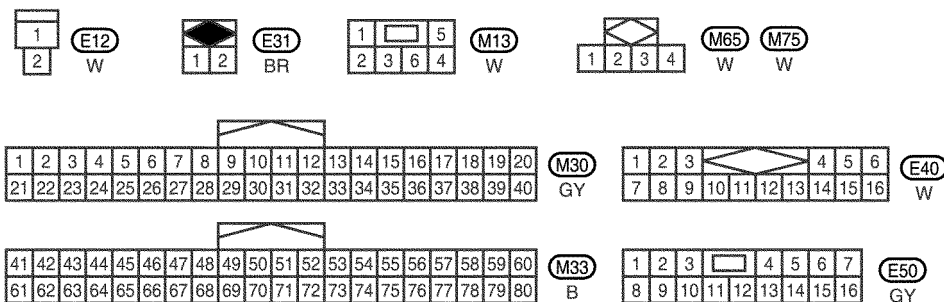 1 E12 1 5 M13 M65 M75
2 W 1 2 E31 BR 2 3 6 4 W 1 2 3 4 W W
1 2 3 4 5 6 7 8 9 10 11 12 13 14 15 16 17 18 19 20 M30
21 22 23 24 25 26 27 28 29 30 31 32 33 34 35 36 37 38 39 40 GY
1 2 3 4 5 6 E40
7 8 9 10 11 12 13 14 15 16 W
41 42 43 44 45 46 47 48 49 50 51 52 53 54 55 56 57 58 59 60 M33
61 62 63 64 65 66 67 68 69 70 71 72 73 74 75 76 77 78 79 80 B
1 2 3 4 5 6 7 E50
8 9 10 11 12 13 14 15 16 GY